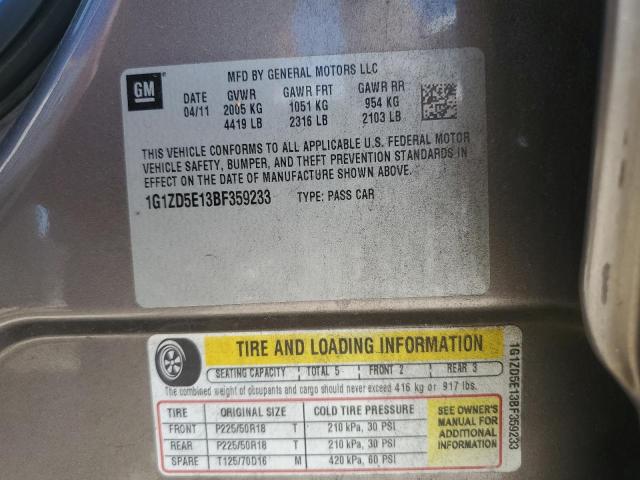 GM
MFD BY GENERAL MOTORS LLC
DATE GVWR GAWR FRT GAWR RR
04/11 2005 KG 1051 KG 954 KG
4419 LB 2316 LB 2103 LB
THIS VEHICLE CONFORMS TO ALL APPLICABLE U.S. FEDERAL MOTOR
VEHICLE SAFETY, BUMPER, AND THEFT PREVENTION STANDARDS IN
EFFECT ON THE DATE OF MANUFACTURE SHOWN ABOVE.
1G1ZD5E13BF359233 TYPE: PASS CAR
TIRE AND LOADING INFORMATION
SEATING CAPACITY TOTAL 5 FRONT 2 REAR 3
The combined weight of occupants and cargo should never exceed 416 kg or 917 lbs.
TIRE ORIGINAL SIZE COLD TIRE PRESSURE
FRONT P225/50R18 T 210 kPa, 30 PSI
REAR P225/50R18 T 210 kPa, 30 PSI
SPARE T125/70D16 M 420 kPa, 60 PSI
SEE OWNER'S
MANUAL FOR
ADDITIONAL
INFORMATION
1G1ZD5E13BF359233